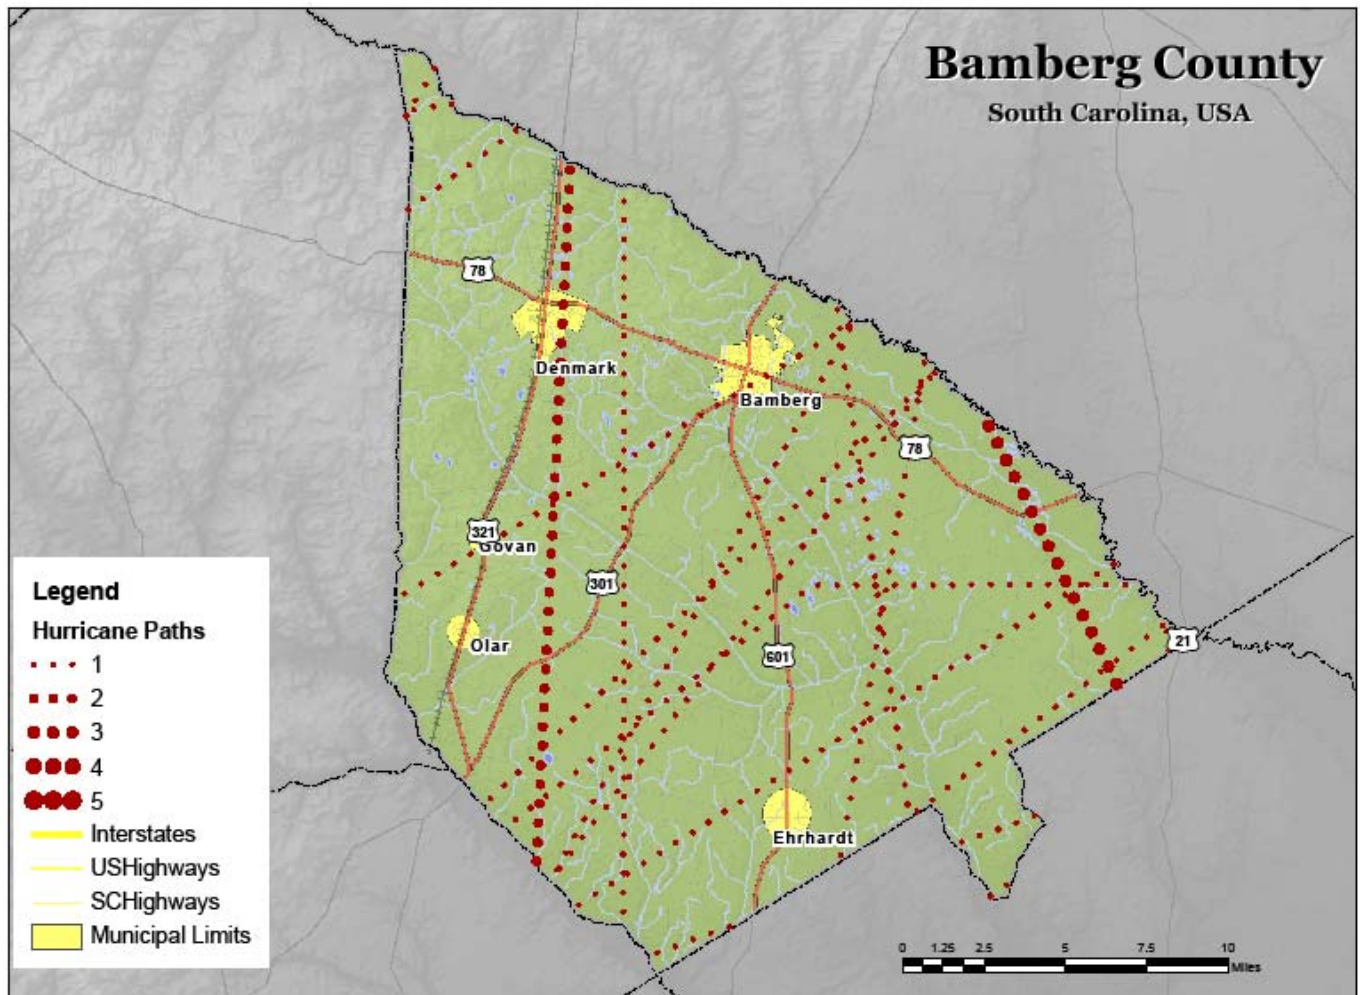 Bamberg County
South Carolina, USA
78
Denmark
Bamberg
78
321
Govan
301
Olar
601
21
Ehrhardt
Legend
Hurricane Paths
1
2
3
4
5
Interstates
USHighways
SCHighways
Municipal Limits
0 1.25 2.5 5 7.5 10
Miles